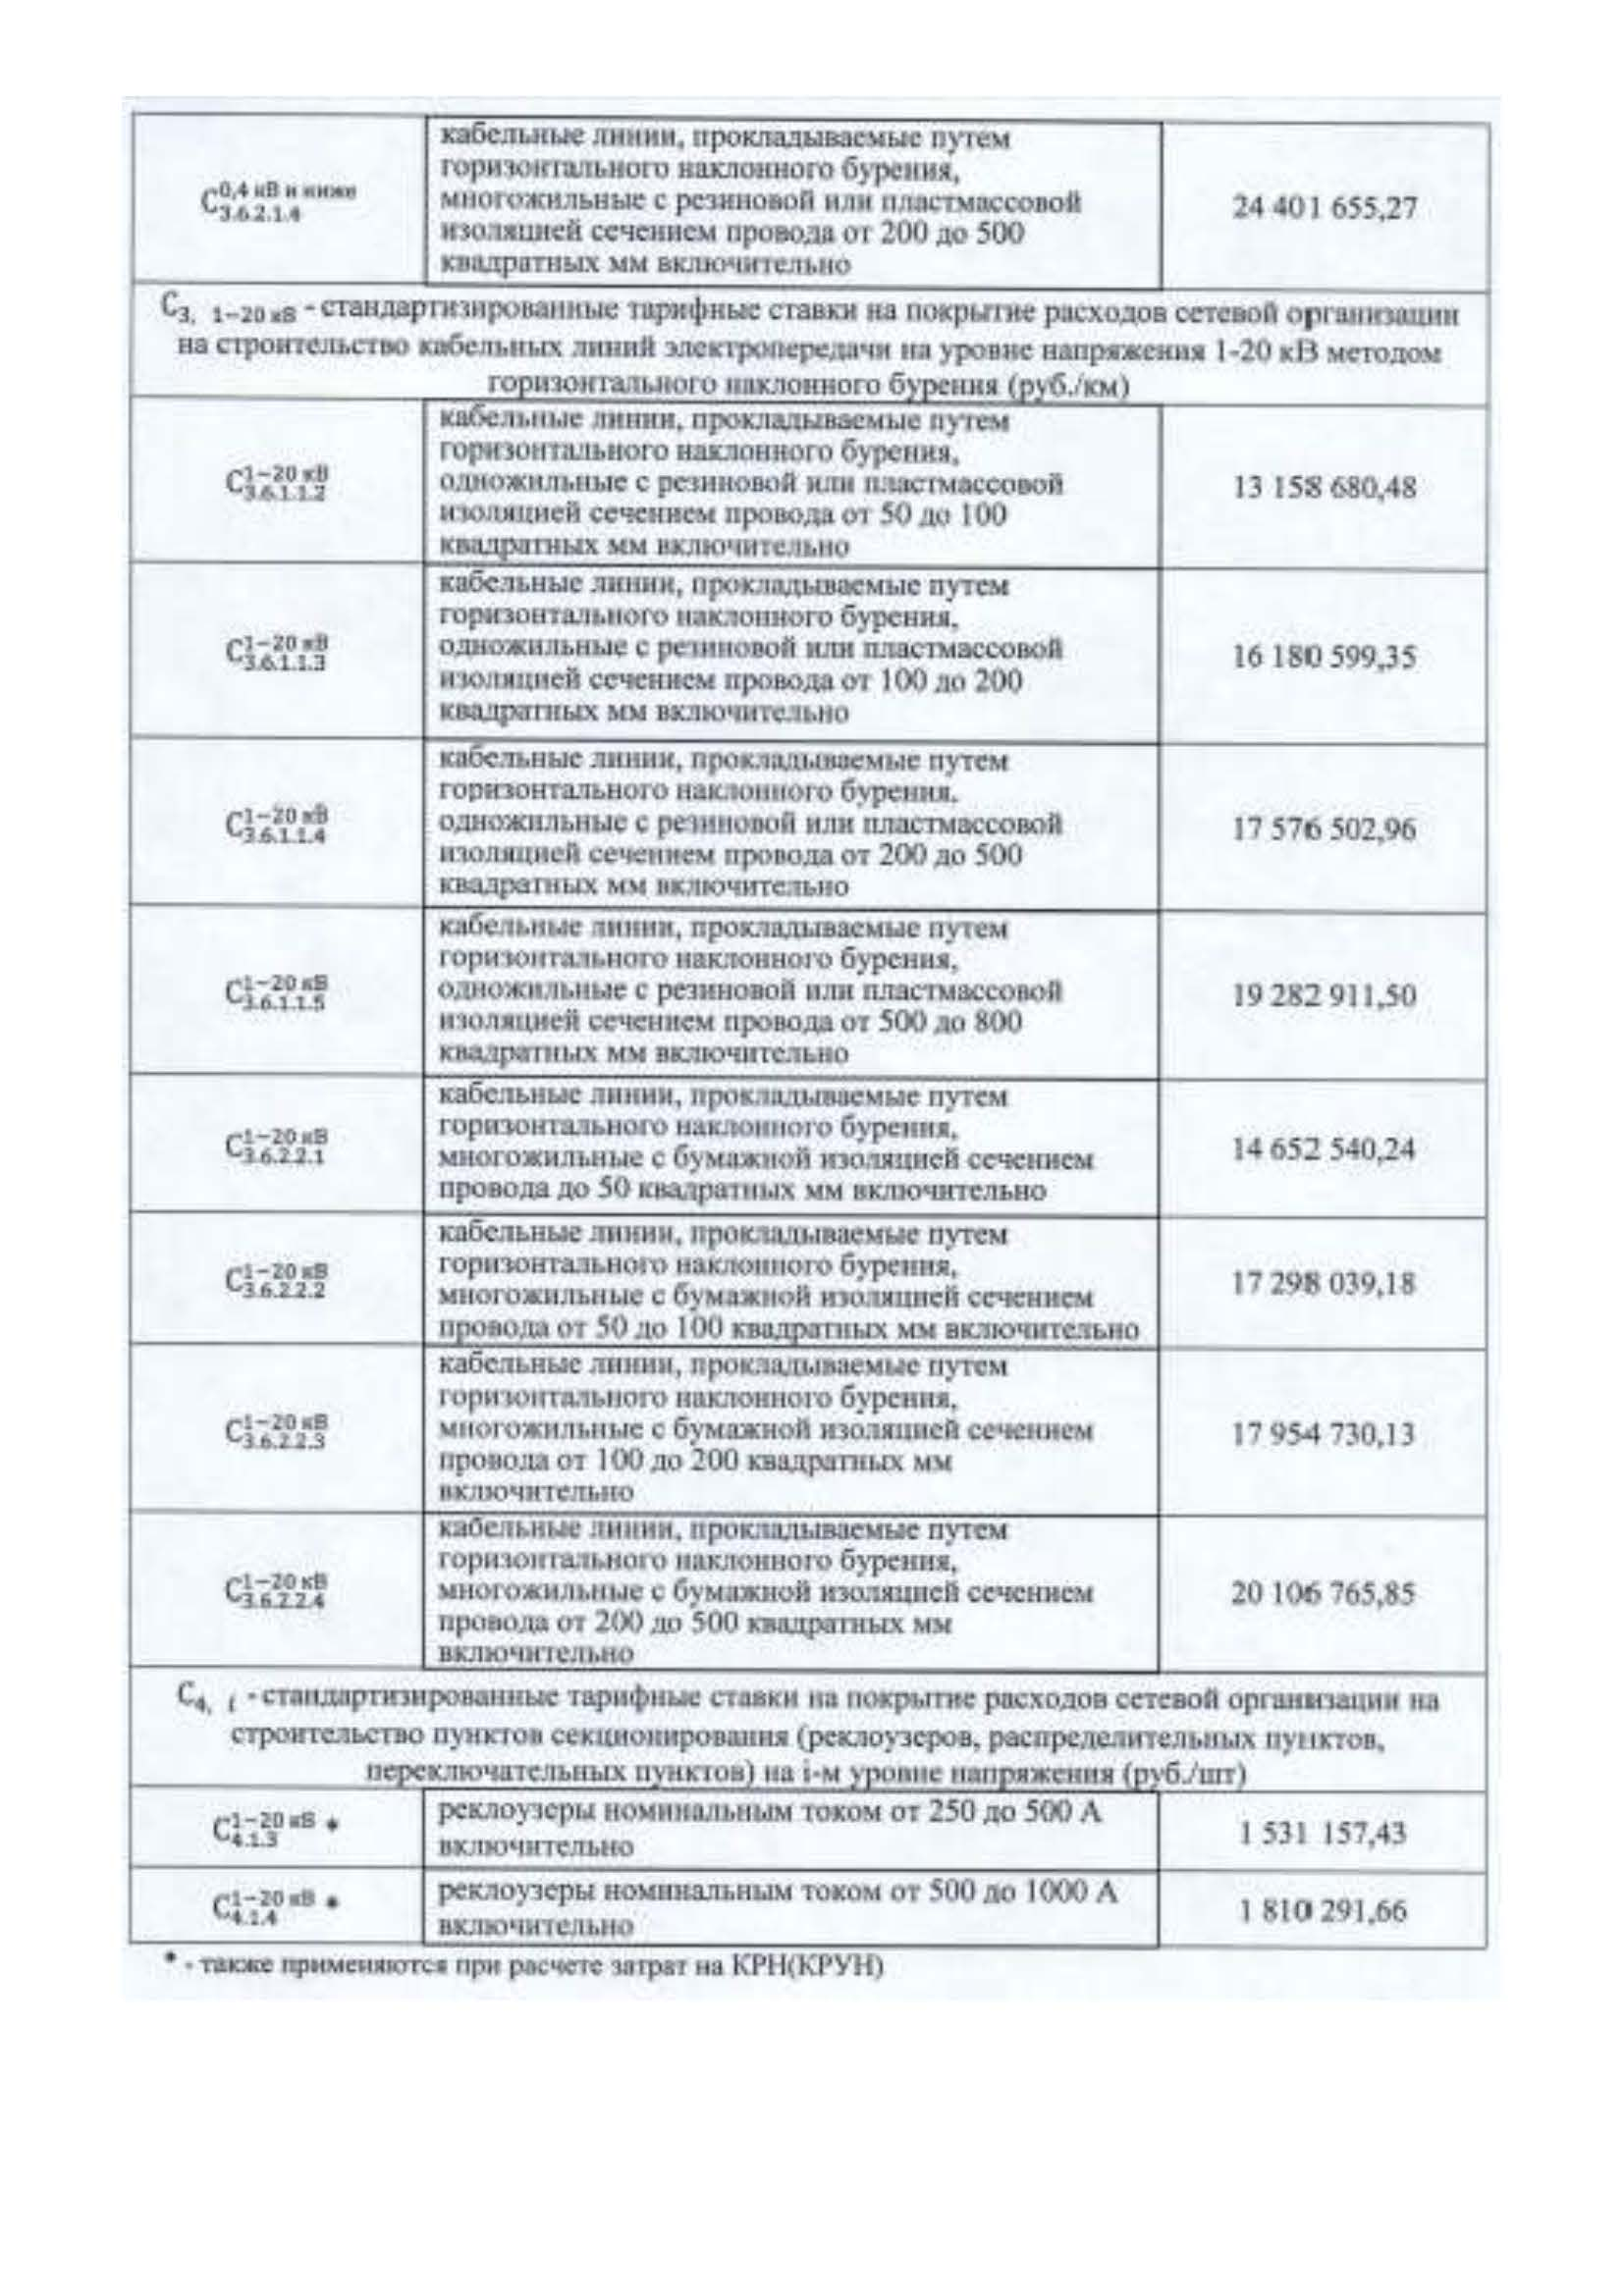 C 0,4 кВ и ниже 3.6.2.1.4
кабельные линии, прокладываемые путем
горизонтального наклонного бурения,
многожильные с резиновой или пластмассовой
изоляцией сечением провода от 200 до 500
квадратных мм включительно
24 401 655,27
C3, 1–20 кВ - стандартизированные тарифные ставки на покрытие расходов сетевой организации
на строительство кабельных линий электропередачи на уровне напряжения 1-20 кВ методом
горизонтального наклонного бурения (руб./км)
C 1–20 кВ 3.6.1.1.2
кабельные линии, прокладываемые путем
горизонтального наклонного бурения,
одножильные с резиновой или пластмассовой
изоляцией сечением провода от 50 до 100
квадратных мм включительно
13 158 680,48
C 1–20 кВ 3.6.1.1.3
кабельные линии, прокладываемые путем
горизонтального наклонного бурения,
одножильные с резиновой или пластмассовой
изоляцией сечением провода от 100 до 200
квадратных мм включительно
16 180 599,35
C 1–20 кВ 3.6.1.1.4
кабельные линии, прокладываемые путем
горизонтального наклонного бурения,
одножильные с резиновой или пластмассовой
изоляцией сечением провода от 200 до 500
квадратных мм включительно
17 576 502,96
C 1–20 кВ 3.6.1.1.5
кабельные линии, прокладываемые путем
горизонтального наклонного бурения,
одножильные с резиновой или пластмассовой
изоляцией сечением провода от 500 до 800
квадратных мм включительно
19 282 911,50
C 1–20 кВ 3.6.2.2.1
кабельные линии, прокладываемые путем
горизонтального наклонного бурения,
многожильные с бумажной изоляцией сечением
провода до 50 квадратных мм включительно
14 652 540,24
C 1–20 кВ 3.6.2.2.2
кабельные линии, прокладываемые путем
горизонтального наклонного бурения,
многожильные с бумажной изоляцией сечением
провода от 50 до 100 квадратных мм включительно
17 298 039,18
C 1–20 кВ 3.6.2.2.3
кабельные линии, прокладываемые путем
горизонтального наклонного бурения,
многожильные с бумажной изоляцией сечением
провода от 100 до 200 квадратных мм
включительно
17 954 730,13
C 1–20 кВ 3.6.2.2.4
кабельные линии, прокладываемые путем
горизонтального наклонного бурения,
многожильные с бумажной изоляцией сечением
провода от 200 до 500 квадратных мм
включительно
20 106 765,85
C4, i - стандартизированные тарифные ставки на покрытие расходов сетевой организации на
строительство пунктов секционирования (реклоузеров, распределительных пунктов,
переключательных пунктов) на i-м уровне напряжения (руб./шт)
C 1–20 кВ 4.1.3 *
реклоузеры номинальным током от 250 до 500 А
включительно
1 531 157,43
C 1–20 кВ 4.1.4 *
реклоузеры номинальным током от 500 до 1000 А
включительно
1 810 291,66
* - также применяются при расчете затрат на КРН(КРУН)